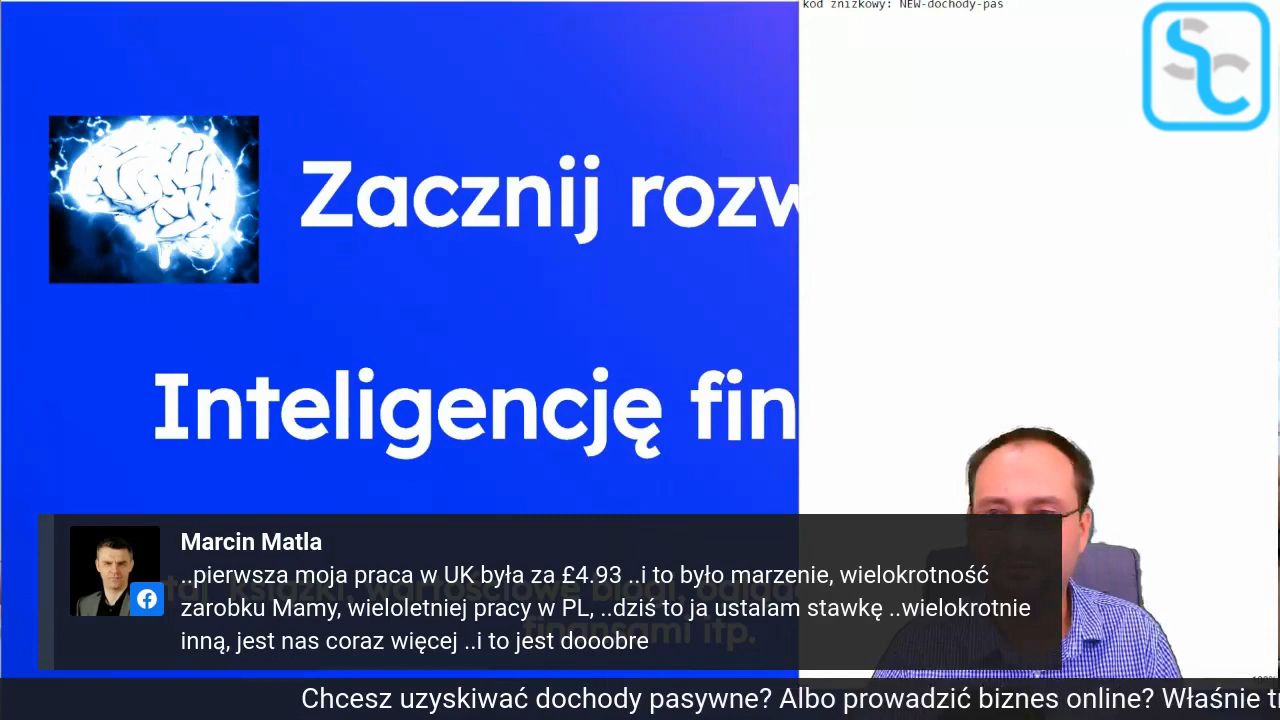 kod zniżkowy: NEW-dochody-pas
Zacznij rozw
Inteligencję fin
Marcin Matla
..pierwsza moja praca w UK była za £4.93 ..i to było marzenie, wielokrotność
zarobku Mamy, wieloletniej pracy w PL, ..dziś to ja ustalam stawkę ..wielokrotnie
inną, jest nas coraz więcej ..i to jest dooobre
finansami itp.
Chcesz uzyskiwać dochody pasywne? Albo prowadzić biznes online? Właśnie t